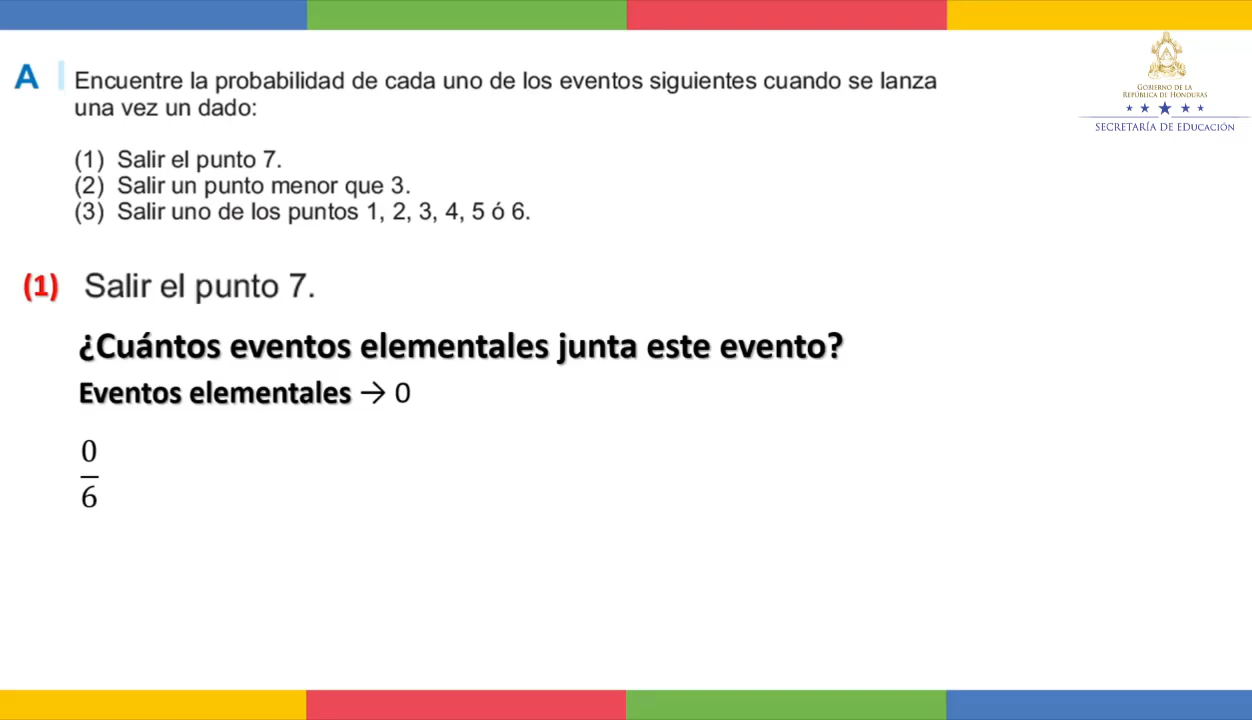 GOBIERNO DE LA
REPÚBLICA DE HONDURAS
SECRETARÍA DE EDUCACIÓN
A Encuentre la probabilidad de cada uno de los eventos siguientes cuando se lanza
una vez un dado:
(1) Salir el punto 7.
(2) Salir un punto menor que 3.
(3) Salir uno de los puntos 1, 2, 3, 4, 5 ó 6.
(1) Salir el punto 7.
¿Cuántos eventos elementales junta este evento?
Eventos elementales → 0
0
6